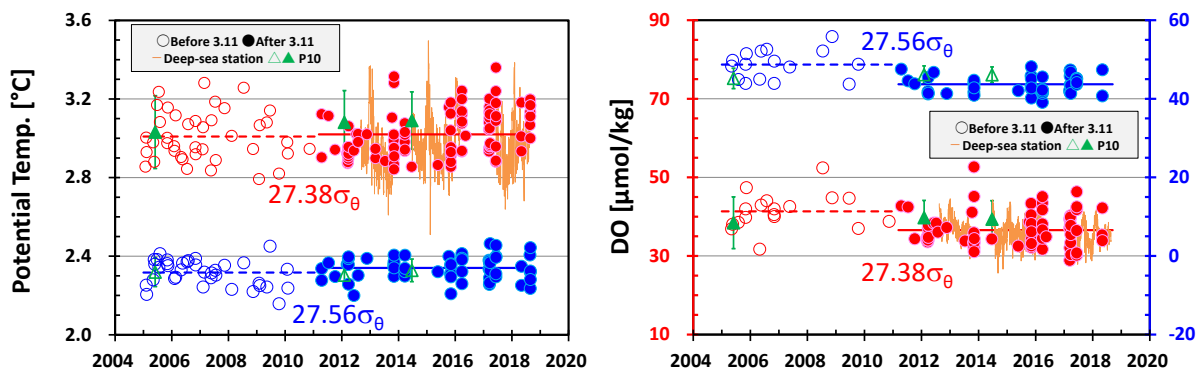 Potential Temp. [°C]
3.6
3.2
2.8
2.4
2.0
Before 3.11 After 3.11
Deep-sea station P10
27.38σθ
27.56σθ
2004 2006 2008 2010 2012 2014 2016 2018 2020
DO [μmol/kg]
90
70
50
30
10
60
40
20
0
-20
27.56σθ
Before 3.11 After 3.11
Deep-sea station P10
27.38σθ
2004 2006 2008 2010 2012 2014 2016 2018 2020